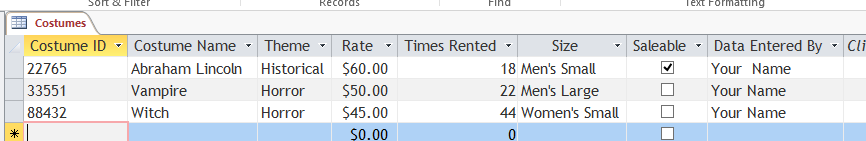 Sort & Filter Records Find Text Formatting
Costumes
Costume ID Costume Name Theme Rate Times Rented Size Saleable Data Entered By Cli
22765 Abraham Lincoln Historical $60.00 18 Men's Small Your  Name
33551 Vampire Horror $50.00 22 Men's Large Your Name
88432 Witch Horror $45.00 44 Women's Small Your Name
* $0.00 0